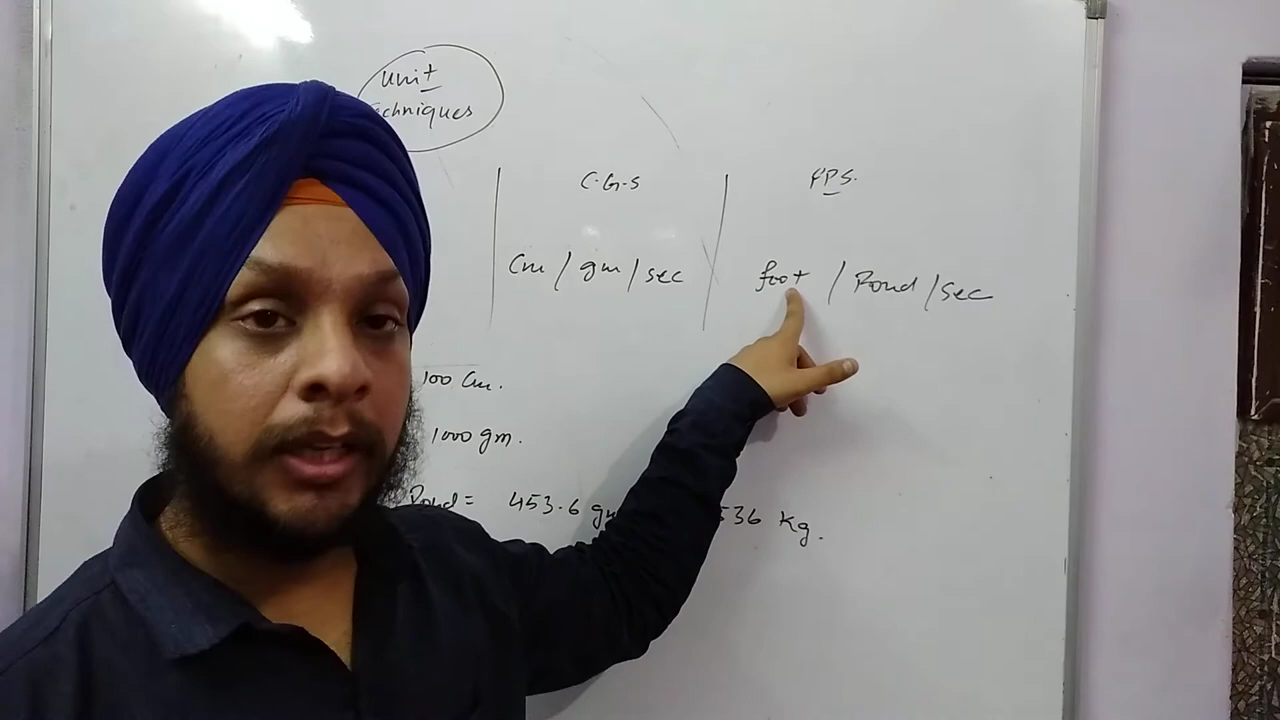 Unit
Techniques
C.G.S
FPS.
Cm / gm / sec
foot / Pond / sec
100 Cm.
1000 gm.
Pond = 453.6 gm 536 Kg.